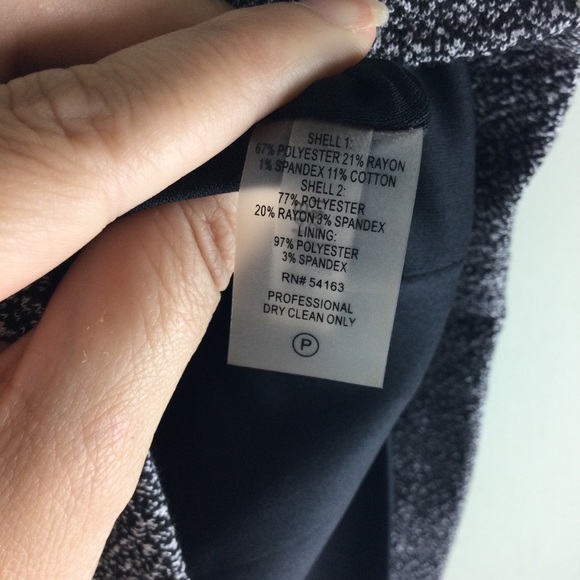 SHELL 1:
67% POLYESTER 21% RAYON
1% SPANDEX 11% COTTON
SHELL 2:
77% POLYESTER
20% RAYON 3% SPANDEX
LINING:
97% POLYESTER
3% SPANDEX
RN# 54163
PROFESSIONAL
DRY CLEAN ONLY
P